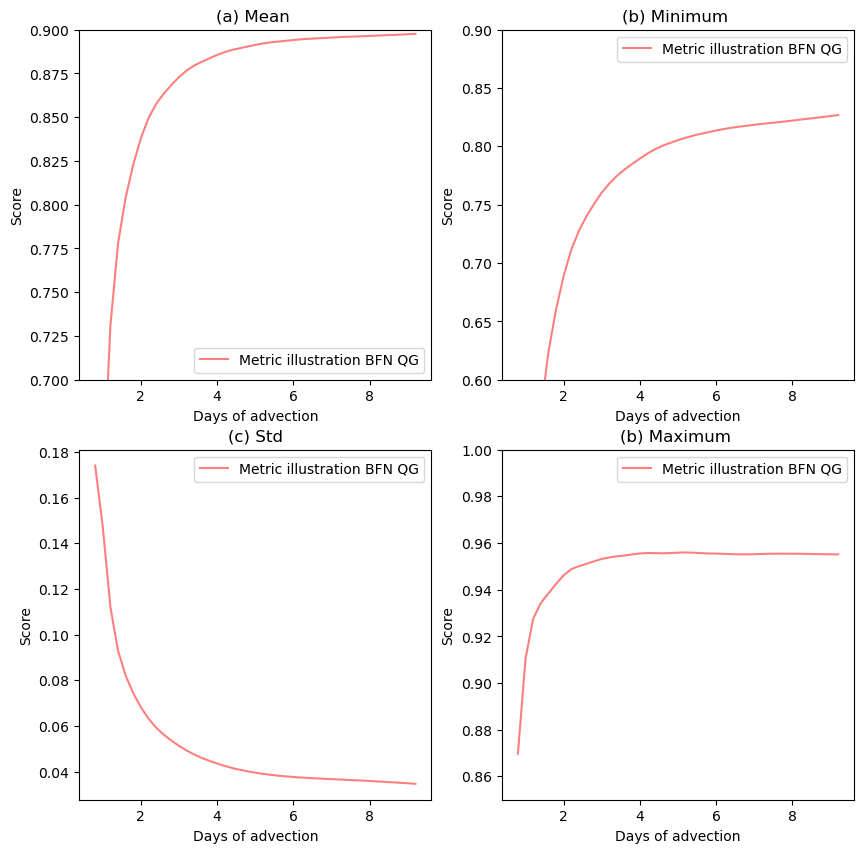 (a) Mean
0.900
0.875
0.850
0.825
0.800
0.775
0.750
0.725
0.700
Score
Metric illustration BFN QG
2 4 6 8
Days of advection
(b) Minimum
0.90
0.85
0.80
0.75
0.70
0.65
0.60
Score
Metric illustration BFN QG
2 4 6 8
Days of advection
(c) Std
0.18
0.16
0.14
0.12
0.10
0.08
0.06
0.04
Score
Metric illustration BFN QG
2 4 6 8
Days of advection
(b) Maximum
1.00
0.98
0.96
0.94
0.92
0.90
0.88
0.86
Score
Metric illustration BFN QG
2 4 6 8
Days of advection